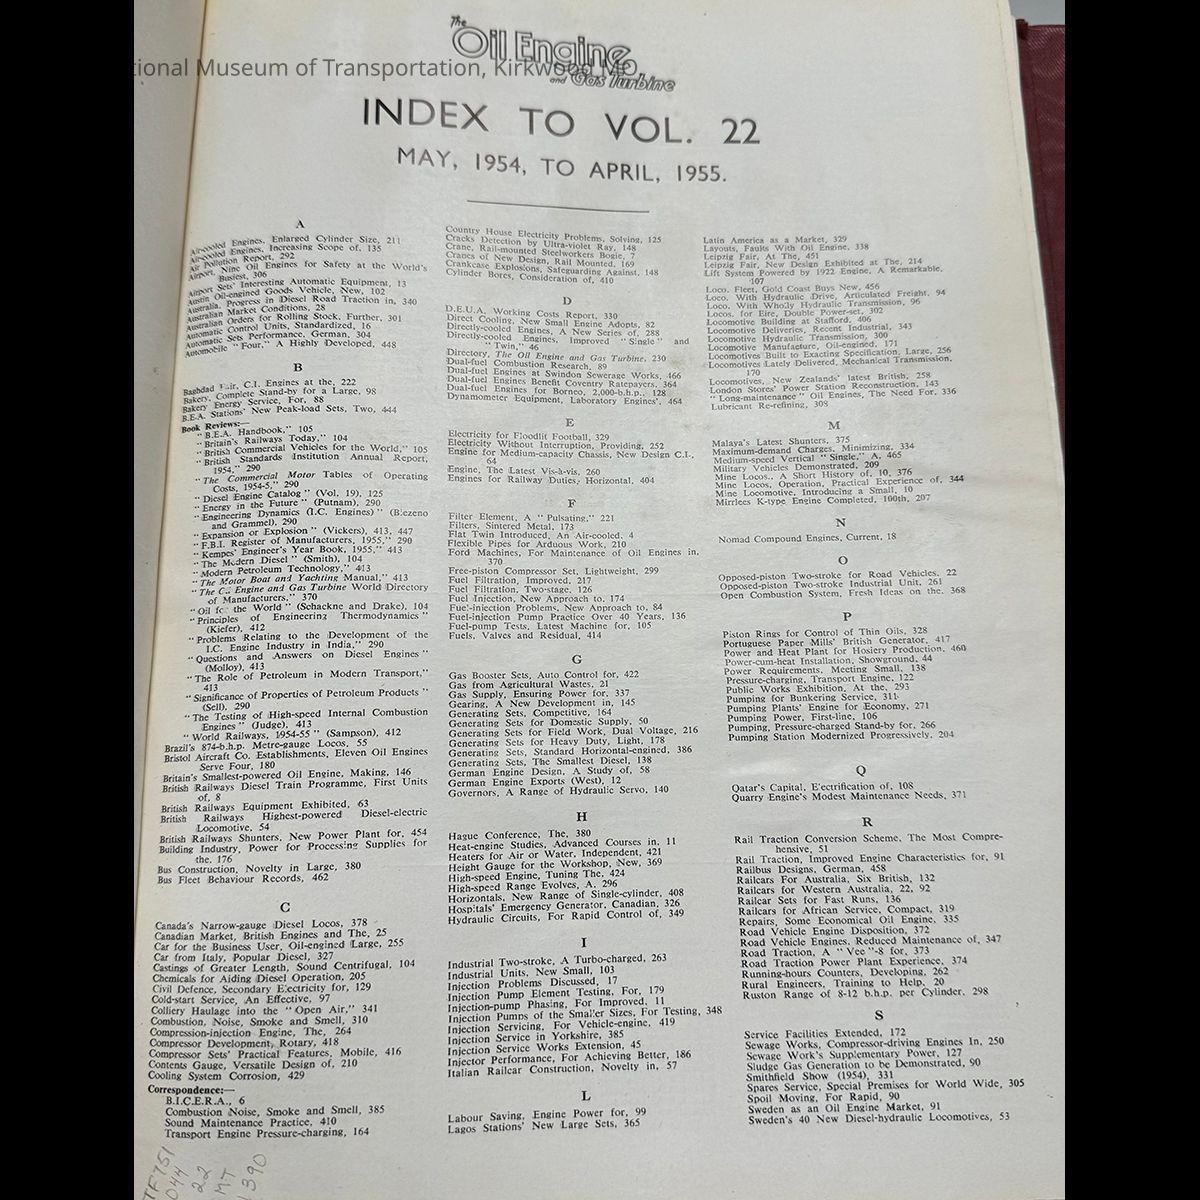 The
Oil Engine
and Gas Turbine
tional Museum of Transportation, Kirkwood, Mo
INDEX TO VOL. 22
MAY, 1954, TO APRIL, 1955.
A
Air-cooled Engines, Enlarged Cylinder Size, 211
Air-cooled Engines, Increasing Scope of, 135
Air Pollution Report, 292
Airport, Nine Oil Engines for Safety at the World's
Busiest, 306
Airport Sets' Interesting Automatic Equipment, 13
Austin Oil-engined Goods Vehicle, New, 102
Australia, Progress in Diesel Road Traction in, 340
Australian Market Conditions, 28
Australian Orders for Rolling Stock, Further, 301
Automatic Control Units, Standardized, 16
Automatic Sets Performance, German, 304
Automobile "Four," A Highly Developed, 448
B
Baghdad Fair, C.I. Engines at the, 222
Bakery, Complete Stand-by for a Large, 98
Bakery Energy Service, For, 88
B.E.A. Stations' New Peak-load Sets, Two, 444
Book Reviews:—
"B.E.A. Handbook," 105
"Britain's Railways Today," 104
"British Commercial Vehicles for the World," 105
"British Standards Institution Annual Report,
1954," 290
"The Commercial Motor Tables of Operating
Costs, 1954-5," 290
"Diesel Engine Catalog" (Vol. 19), 125
"Energy in the Future" (Putnam), 290
"Engineering Dynamics (I.C. Engines)" (Biezeno
and Grammel), 290
"Expansion or Explosion" (Vickers), 413, 447
"F.B.I. Register of Manufacturers, 1955," 290
"Kempes' Engineer's Year Book, 1955," 413
"The Modern Diesel" (Smith), 104
"Modern Petroleum Technology," 413
"The Motor Boat and Yachting Manual," 413
"The Oil Engine and Gas Turbine World Directory
of Manufacturers," 370
"Oil for the World" (Schackne and Drake), 104
"Principles of Engineering Thermodynamics"
(Kiefer), 412
"Problems Relating to the Development of the
I.C. Engine Industry in India," 290
"Questions and Answers on Diesel Engines"
(Molloy), 413
"The Role of Petroleum in Modern Transport,"
413
"Significance of Properties of Petroleum Products"
(Sell), 290
"The Testing of High-speed Internal Combustion
Engines" (Judge), 413
"World Railways, 1954-55" (Sampson), 412
Brazil's 874-b.h.p. Metre-gauge Locos, 55
Bristol Aircraft Co. Establishments, Eleven Oil Engines
Serve Four, 180
Britain's Smallest-powered Oil Engine, Making, 146
British Railways Diesel Train Programme, First Units
of, 8
British Railways Equipment Exhibited, 63
British Railways Highest-powered Diesel-electric
Locomotive, 54
British Railways Shunters, New Power Plant for, 454
Building Industry, Power for Processing Supplies for
the, 176
Bus Construction, Novelty in Large, 380
Bus Fleet Behaviour Records, 462
C
Canada's Narrow-gauge Diesel Locos, 378
Canadian Market, British Engines and The, 25
Car for the Business User, Oil-engined Large, 255
Car from Italy, Popular Diesel, 327
Castings of Greater Length, Sound Centrifugal, 104
Chemicals for Aiding Diesel Operation, 205
Civil Defence, Secondary Electricity for, 129
Cold-start Service, An Effective, 97
Colliery Haulage into the "Open Air," 341
Combustion, Noise, Smoke and Smell, 310
Compression-injection Engine, The, 264
Compressor Development, Rotary, 418
Compressor Sets' Practical Features, Mobile, 416
Contents Gauge, Versatile Design of, 210
Cooling System Corrosion, 429
Correspondence:—
B.I.C.E.R.A., 6
Combustion Noise, Smoke and Smell, 385
Sound Maintenance Practice, 410
Transport Engine Pressure-charging, 164
Country House Electricity Problems, Solving, 125
Cracks Detection by Ultra-violet Ray, 148
Crane, Rail-mounted Steelworkers Bogie, 7
Cranes of New Design, Rail Mounted, 169
Crankcase Explosions, Safeguarding Against, 148
Cylinder Bores, Consideration of, 410
D
D.E.U.A. Working Costs Report, 330
Direct Cooling, New Small Engine Adopts, 82
Directly-cooled Engines, A New Series of, 288
Directly-cooled Engines, Improved "Single" and
"Twin," 46
Directory, The Oil Engine and Gas Turbine, 230
Dual-fuel Combustion Research, 89
Dual-fuel Engines at Swindon Sewerage Works, 466
Dual-fuel Engines Benefit Coventry Ratepayers, 364
Dual-fuel Engines for Borneo, 2,000-b.h.p., 128
Dynamometer Equipment, Laboratory Engines', 464
E
Electricity for Floodlit Football, 329
Electricity Without Interruption, Providing, 252
Engine for Medium-capacity Chassis, New Design C.I.,
64
Engine, The Latest Vis-à-vis, 260
Engines for Railway Duties, Horizontal, 404
F
Filter Element, A "Pulsating," 221
Filters, Sintered Metal, 173
Flat Twin Introduced, An Air-cooled, 4
Flexible Pipes for Arduous Work, 210
Ford Machines, For Maintenance of Oil Engines in,
370
Free-piston Compressor Set, Lightweight, 299
Fuel Filtration, Improved, 217
Fuel Filtration, Two-stage, 126
Fuel Injection, New Approach to, 174
Fuel-injection Problems, New Approach to, 84
Fuel-injection Pump Practice Over 40 Years, 136
Fuel-pump Tests, Latest Machine for, 105
Fuels, Valves and Residual, 414
G
Gas Booster Sets, Auto Control for, 422
Gas from Agricultural Wastes, 21
Gas Supply, Ensuring Power for, 337
Gearing, A New Development in, 145
Generating Sets, Competitive, 164
Generating Sets for Domestic Supply, 50
Generating Sets for Field Work, Dual Voltage, 216
Generating Sets for Heavy Duty, Light, 178
Generating Sets, Standard Horizontal-engined, 386
Generating Sets, The Smallest Diesel, 138
German Engine Design, A Study of, 58
German Engine Exports (West), 12
Governors, A Range of Hydraulic Servo, 140
H
Hague Conference, The, 380
Heat-engine Studies, Advanced Courses in, 11
Heaters for Air or Water, Independent, 421
Height Gauge for the Workshop, New, 369
High-speed Engine, Tuning The, 424
High-speed Range Evolves, A, 296
Horizontals, New Range of Single-cylinder, 408
Hospitals' Emergency Generator, Canadian, 326
Hydraulic Circuits, For Rapid Control of, 349
I
Industrial Two-stroke, A Turbo-charged, 263
Industrial Units, New Small, 103
Injection Problems Discussed, 17
Injection Pump Element Testing, For, 179
Injection-pump Phasing, For Improved, 11
Injection Pumps of the Smaller Sizes, For Testing, 348
Injection Servicing, For Vehicle-engine, 419
Injection Service in Yorkshire, 385
Injection Service Works Extension, 45
Injector Performance, For Achieving Better, 186
Italian Railcar Construction, Novelty in, 57
L
Labour Saving, Engine Power for, 99
Lagos Stations' New Large Sets, 365
Latin America as a Market, 329
Layouts, Faults With Oil Engine, 338
Leipzig Fair, At The, 451
Leipzig Fair, New Design Exhibited at The, 214
Lift System Powered by 1922 Engine, A Remarkable,
107
Loco. Fleet, Gold Coast Buys New, 456
Loco. With Hydraulic Drive, Articulated Freight, 94
Loco. With Wholly Hydraulic Transmission, 96
Locos. for Eire, Double Power-set, 302
Locomotive Building at Stafford, 406
Locomotive Deliveries, Recent Industrial, 343
Locomotive Hydraulic Transmission, 300
Locomotive Manufacture, Oil-engined, 171
Locomotives Built to Exacting Specification, Large, 256
Locomotives Lately Delivered, Mechanical Transmission,
170
Locomotives, New Zealands' latest British, 258
London Stores' Power Station Reconstruction, 143
"Long-maintenance" Oil Engines, The Need For, 336
Lubricant Re-refining, 308
M
Malaya's Latest Shunters, 375
Maximum-demand Charges, Minimizing, 334
Medium-speed Vertical "Single," A, 465
Military Vehicles Demonstrated, 209
Mine Locos., A Short History of, 10, 376
Mine Locos, Operation, Practical Experience of, 344
Mine Locomotive, Introducing a Small, 10
Mirrlees K-type Engine Completed, 100th, 207
N
Nomad Compound Engines, Current, 18
O
Opposed-piston Two-stroke for Road Vehicles, 22
Opposed-piston Two-stroke Industrial Unit, 261
Open Combustion System, Fresh Ideas on the, 368
P
Piston Rings for Control of Thin Oils, 328
Portuguese Paper Mills' British Generator, 417
Power and Heat Plant for Hosiery Production, 460
Power-cum-heat Installation, Showground, 44
Power Requirements, Meeting Small, 138
Pressure-charging, Transport Engine, 122
Public Works Exhibition, At the, 293
Pumping for Bunkering Service, 311
Pumping Plants' Engine for Economy, 271
Pumping Power, First-line, 106
Pumping, Pressure-charged Stand-by for, 266
Pumping Station Modernized Progressively, 204
Q
Qatar's Capital, Electrification of, 108
Quarry Engine's Modest Maintenance Needs, 371
R
Rail Traction Conversion Scheme, The Most Compre-
hensive, 51
Rail Traction, Improved Engine Characteristics for, 91
Railbus Designs, German, 458
Railcars For Australia, Six British, 132
Railcars for Western Australia, 22, 92
Railcar Sets for Fast Runs, 136
Railcars for African Service, Compact, 319
Repairs, Some Economical Oil Engine, 335
Road Vehicle Engine Disposition, 372
Road Vehicle Engines, Reduced Maintenance of, 347
Road Traction, A "Vee"-8 for, 373
Road Traction Power Plant Experience, 374
Running-hours Counters, Developing, 262
Rural Engineers, Training to Help, 20
Ruston Range of 8-12 b.h.p. per Cylinder, 298
S
Service Facilities Extended, 172
Sewage Works, Compressor-driving Engines In, 250
Sewage Work's Supplementary Power, 127
Sludge Gas Generation to be Demonstrated, 90
Smithfield Show (1954), 331
Spares Service, Special Premises for World Wide, 305
Spoil Moving, For Rapid, 90
Sweden as an Oil Engine Market, 91
Sweden's 40 New Diesel-hydraulic Locomotives, 53
TF751
044
22
MT
1390